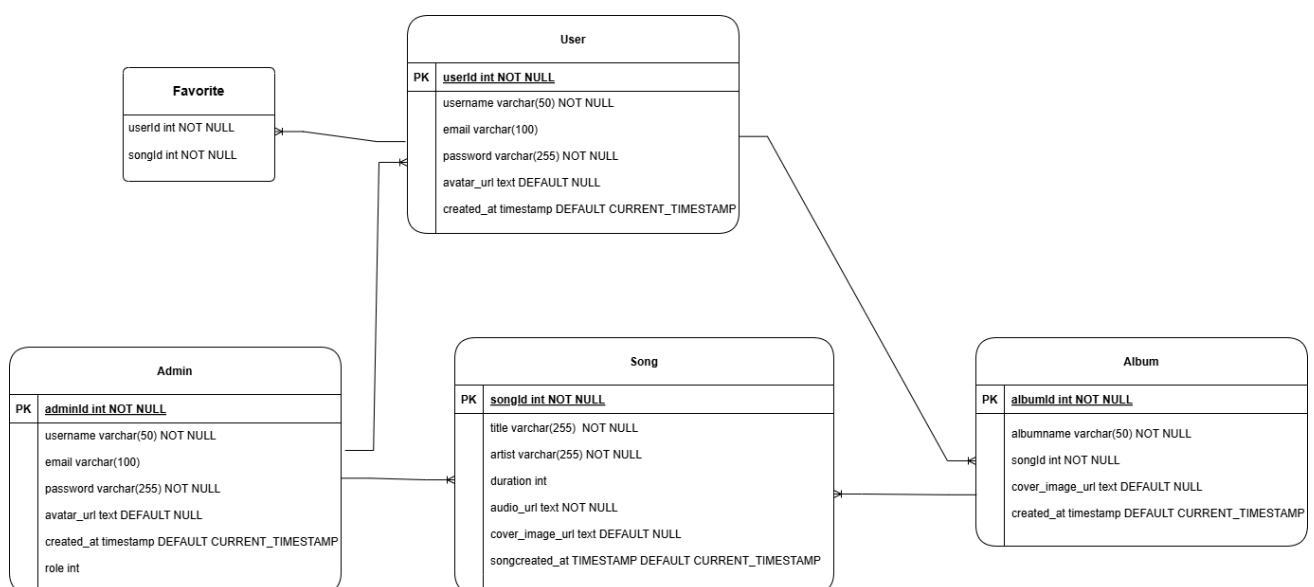 User
PK userId int NOT NULL
username varchar(50) NOT NULL
email varchar(100)
password varchar(255) NOT NULL
avatar_url text DEFAULT NULL
created_at timestamp DEFAULT CURRENT_TIMESTAMP
Favorite
userId int NOT NULL
songId int NOT NULL
Admin
PK adminId int NOT NULL
username varchar(50) NOT NULL
email varchar(100)
password varchar(255) NOT NULL
avatar_url text DEFAULT NULL
created_at timestamp DEFAULT CURRENT_TIMESTAMP
role int
Song
PK songId int NOT NULL
title varchar(255) NOT NULL
artist varchar(255) NOT NULL
duration int
audio_url text NOT NULL
cover_image_url text DEFAULT NULL
songcreated_at TIMESTAMP DEFAULT CURRENT_TIMESTAMP
Album
PK albumId int NOT NULL
albumname varchar(50) NOT NULL
songId int NOT NULL
cover_image_url text DEFAULT NULL
created_at timestamp DEFAULT CURRENT_TIMESTAMP